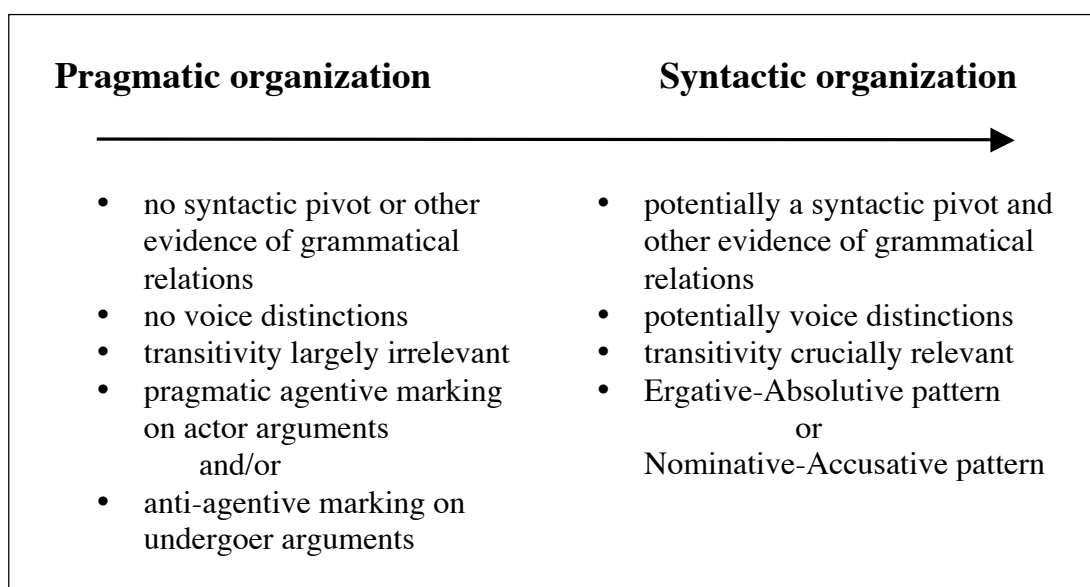 Pragmatic organization
• no syntactic pivot or other
evidence of grammatical
relations
• no voice distinctions
• transitivity largely irrelevant
• pragmatic agentive marking
on actor arguments
and/or
• anti-agentive marking on
undergoer arguments
Syntactic organization
• potentially a syntactic pivot and
other evidence of grammatical
relations
• potentially voice distinctions
• transitivity crucially relevant
• Ergative-Absolutive pattern
or
Nominative-Accusative pattern